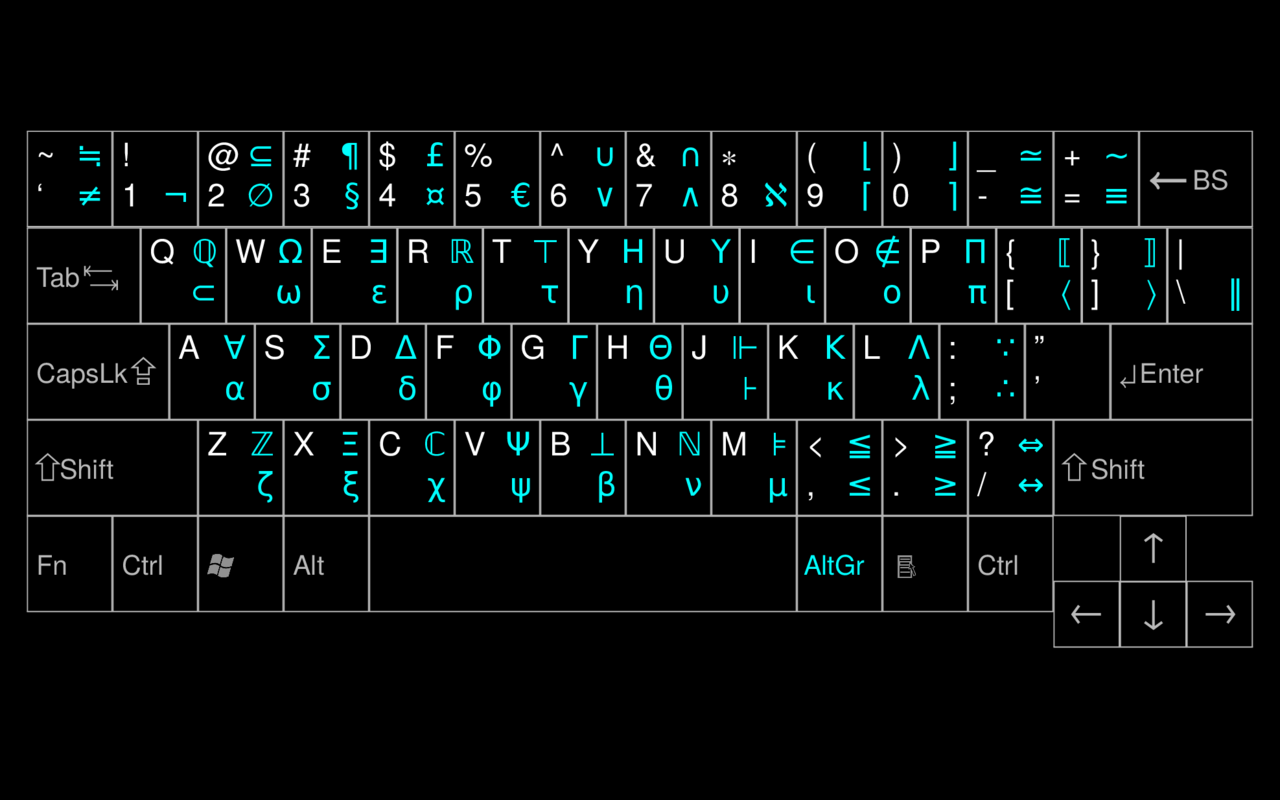 ~ ≒ ! @ ⊆ # ¶ $ £ % ^ ∪ & ∩ * ( ⌊ ) ⌋ _ ≃ + ∼ ← BS
‘ ≠ 1 ¬ 2 ∅ 3 § 4 ¤ 5 € 6 ∨ 7 ∧ 8 ℵ 9 ⌈ 0 ⌉ - ≅ = ≡
Tab Q ℚ W Ω E ∃ R ℝ T ⊤ Y Η U Υ I ∈ O ∉ P Π { ⟦ } ⟧ |
⊂ ω ε ρ τ η υ ι ο π [ 〈 ] 〉 \ ‖
CapsLk A ∀ S Σ D Δ F Φ G Γ H Θ J ⊩ K Κ L Λ : ∵ ” Enter
α σ δ φ γ θ ⊦ κ λ ; ∴ ’
⇧Shift Z ℤ X Ξ C ℂ V Ψ B ⊥ N ℕ M ⊧ < ≦ > ≧ ? ⇔ ⇧Shift
ζ ξ χ ψ β ν μ , ≤ . ≥ / ↔
Fn Ctrl Alt AltGr Ctrl ↑
← ↓ →